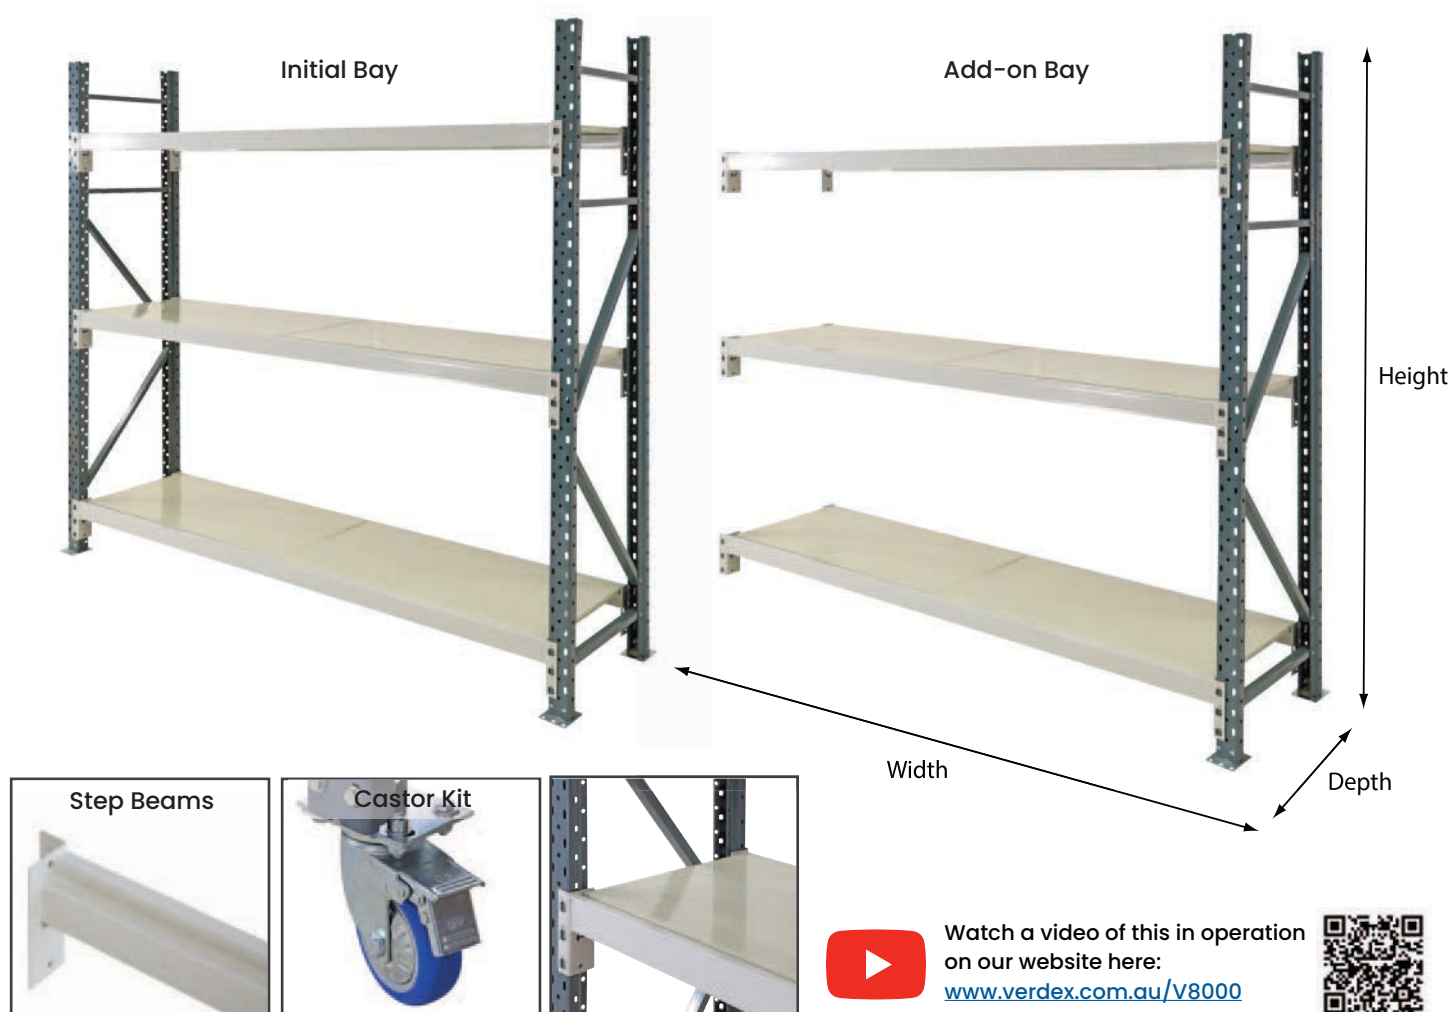 Initial Bay
Add-on Bay
Height
Width
Depth
Step Beams
Castor Kit
Watch a video of this in operation
on our website here:
www.verdex.com.au/V8000